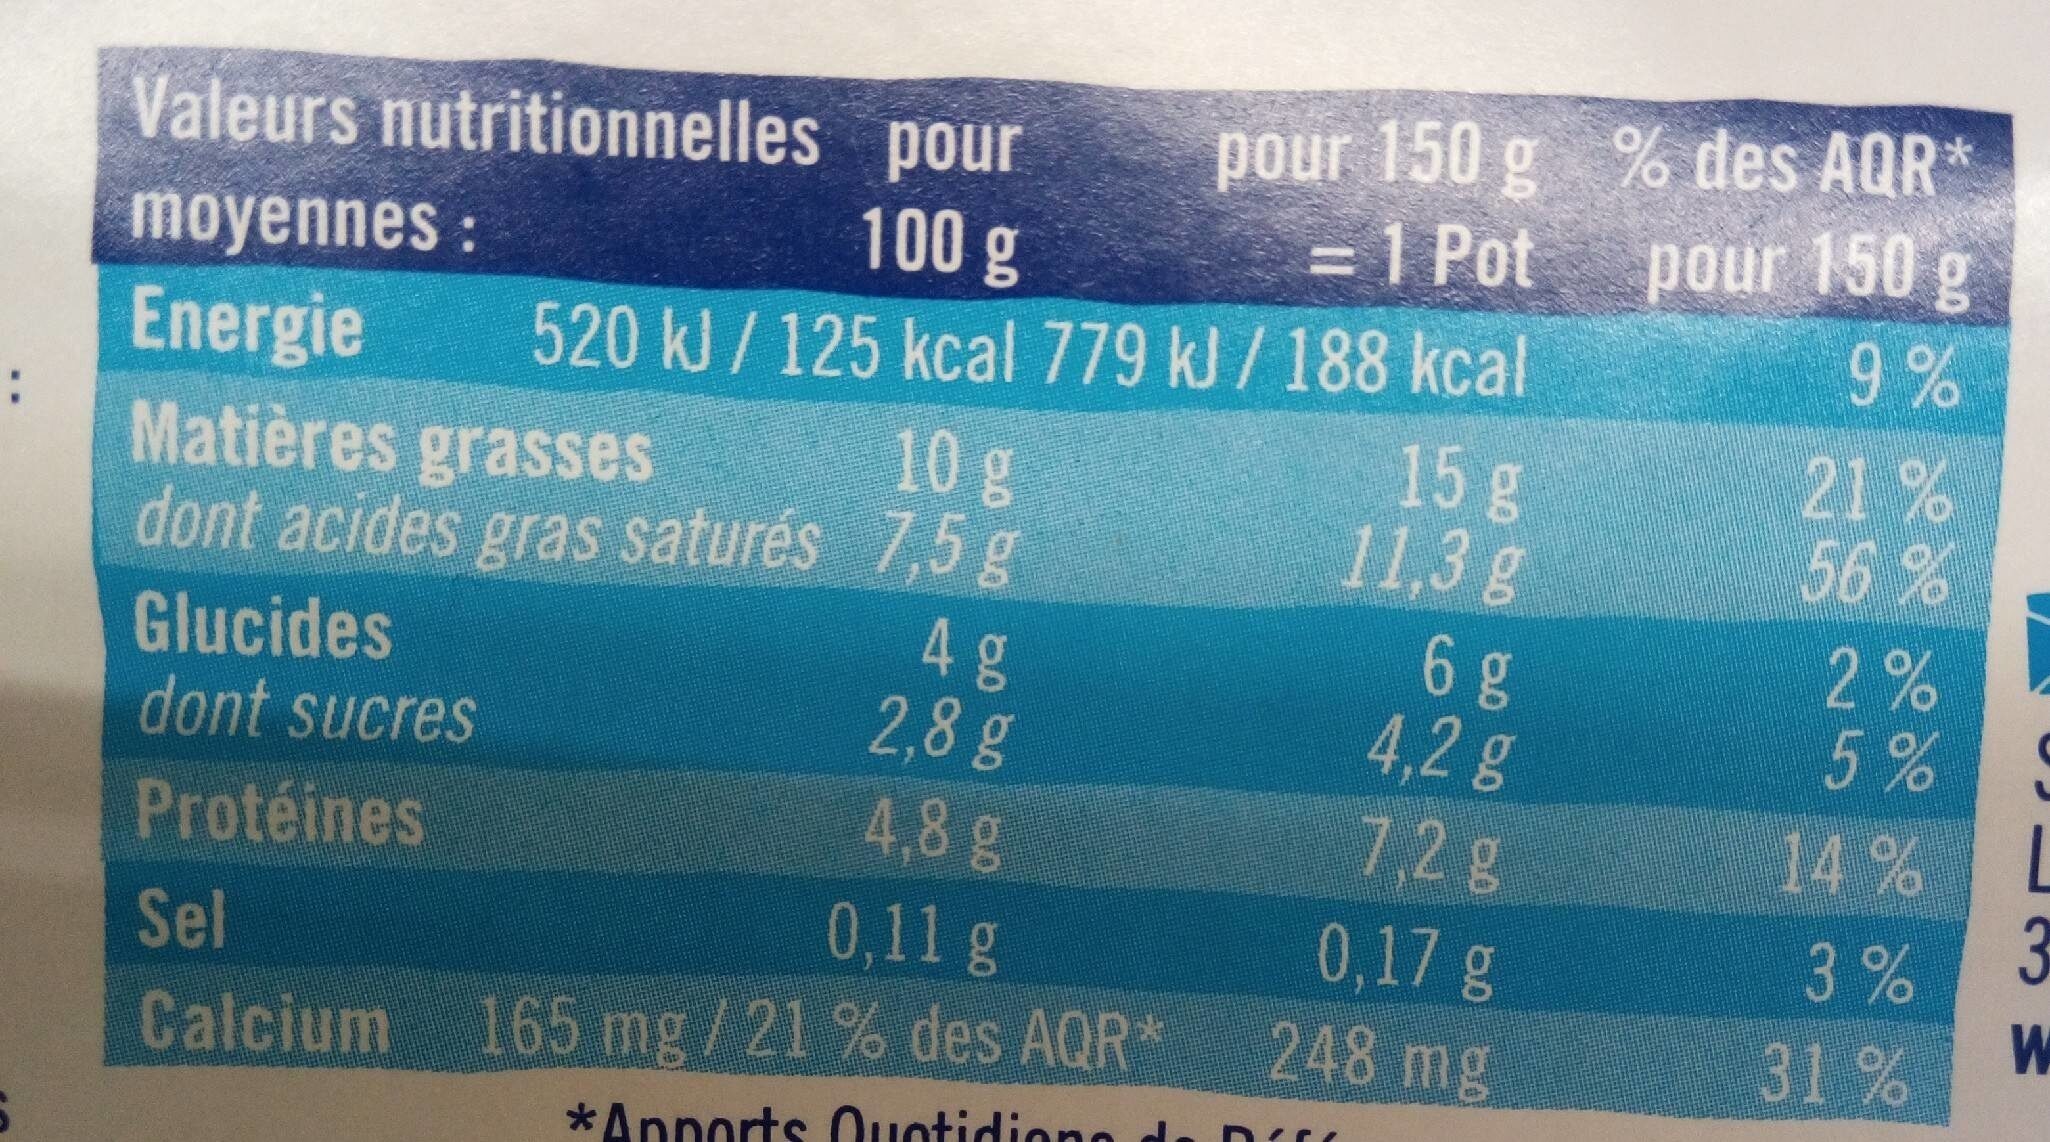 Valeurs nutritionnelles pour pour 150 g % des AQR*
moyennes : 100 g = 1 Pot pour 150 g
Energie 520 kJ / 125 kcal 779 kJ / 188 kcal 9 %
Matières grasses 10 g 15 g 21 %
dont acides gras saturés 7,5 g 11,3 g 56 %
Glucides 4 g 6 g 2 %
dont sucres 2,8 g 4,2 g 5 %
Protéines 4,8 g 7,2 g 14 %
Sel 0,11 g 0,17 g 3 %
Calcium 165 mg / 21 % des AQR* 248 mg 31 %
*Apports Quotidiens de